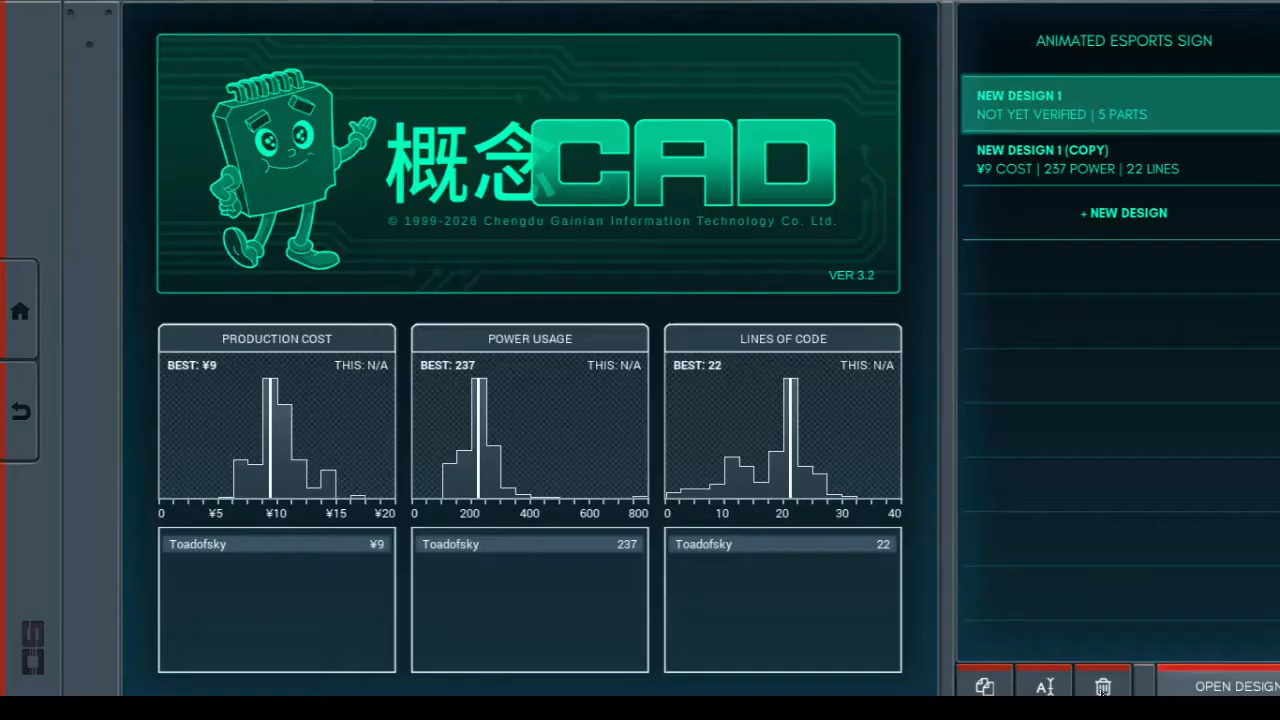 概念CAD
© 1999-2026 Chengdu Gainian Information Technology Co. Ltd.
VER 3.2
PRODUCTION COST
BEST: ¥9 THIS: N/A
0 ¥5 ¥10 ¥15 ¥20
Toadofsky ¥9
POWER USAGE
BEST: 237 THIS: N/A
0 200 400 600 800
Toadofsky 237
LINES OF CODE
BEST: 22 THIS: N/A
0 10 20 30 40
Toadofsky 22
ANIMATED ESPORTS SIGN
NEW DESIGN 1
NOT YET VERIFIED | 5 PARTS
NEW DESIGN 1 (COPY)
¥9 COST | 237 POWER | 22 LINES
+ NEW DESIGN
AI
OPEN DESIGN